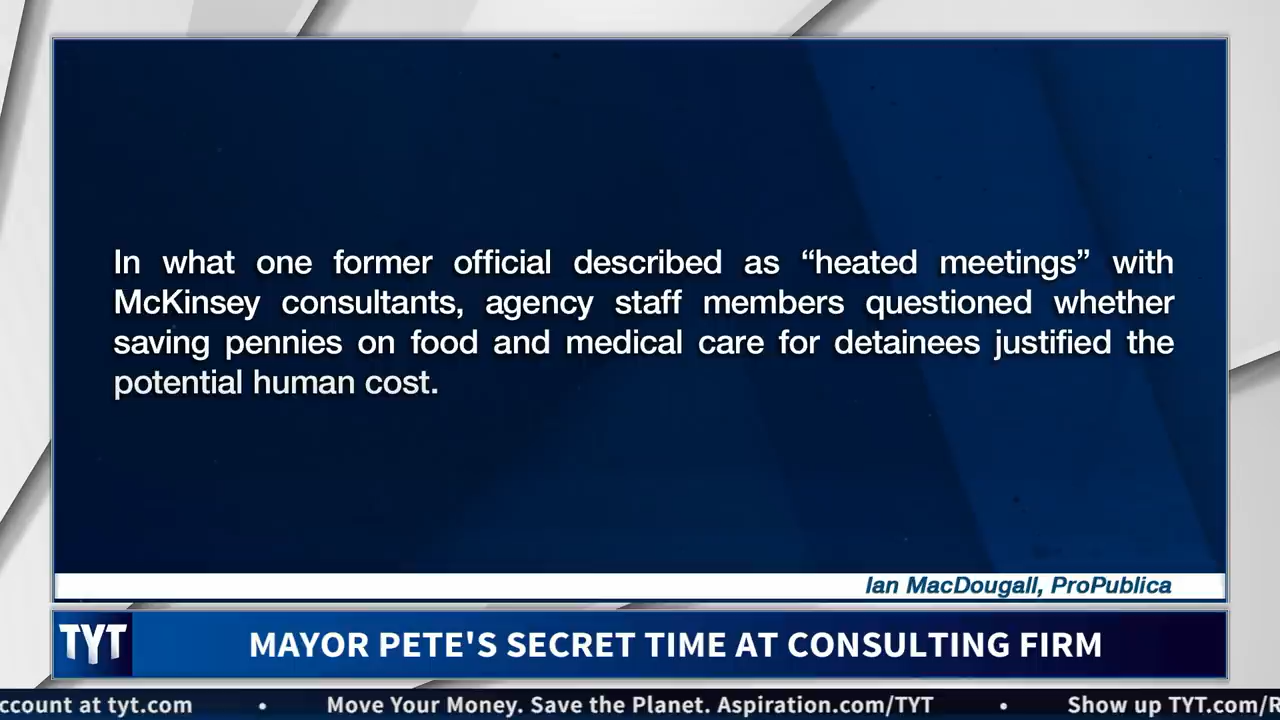 In what one former official described as “heated meetings” with
McKinsey consultants, agency staff members questioned whether
saving pennies on food and medical care for detainees justified the
potential human cost.
Ian MacDougall, ProPublica
TYT MAYOR PETE'S SECRET TIME AT CONSULTING FIRM
ccount at tyt.com • Move Your Money. Save the Planet. Aspiration.com/TYT • Show up TYT.com/R